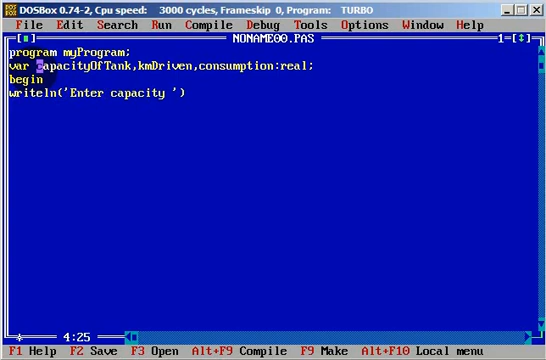 DOSBox 0.74-2, Cpu speed: 3000 cycles, Frameskip 0, Program: TURBO
File Edit Search Run Compile Debug Tools Options Window Help
NONAME00.PAS 1=[↕]
program myProgram;
var capacityOfTank,kmDriven,consumption:real;
begin
writeln('Enter capacity ')
4:25
F1 Help F2 Save F3 Open Alt+F9 Compile F9 Make Alt+F10 Local menu